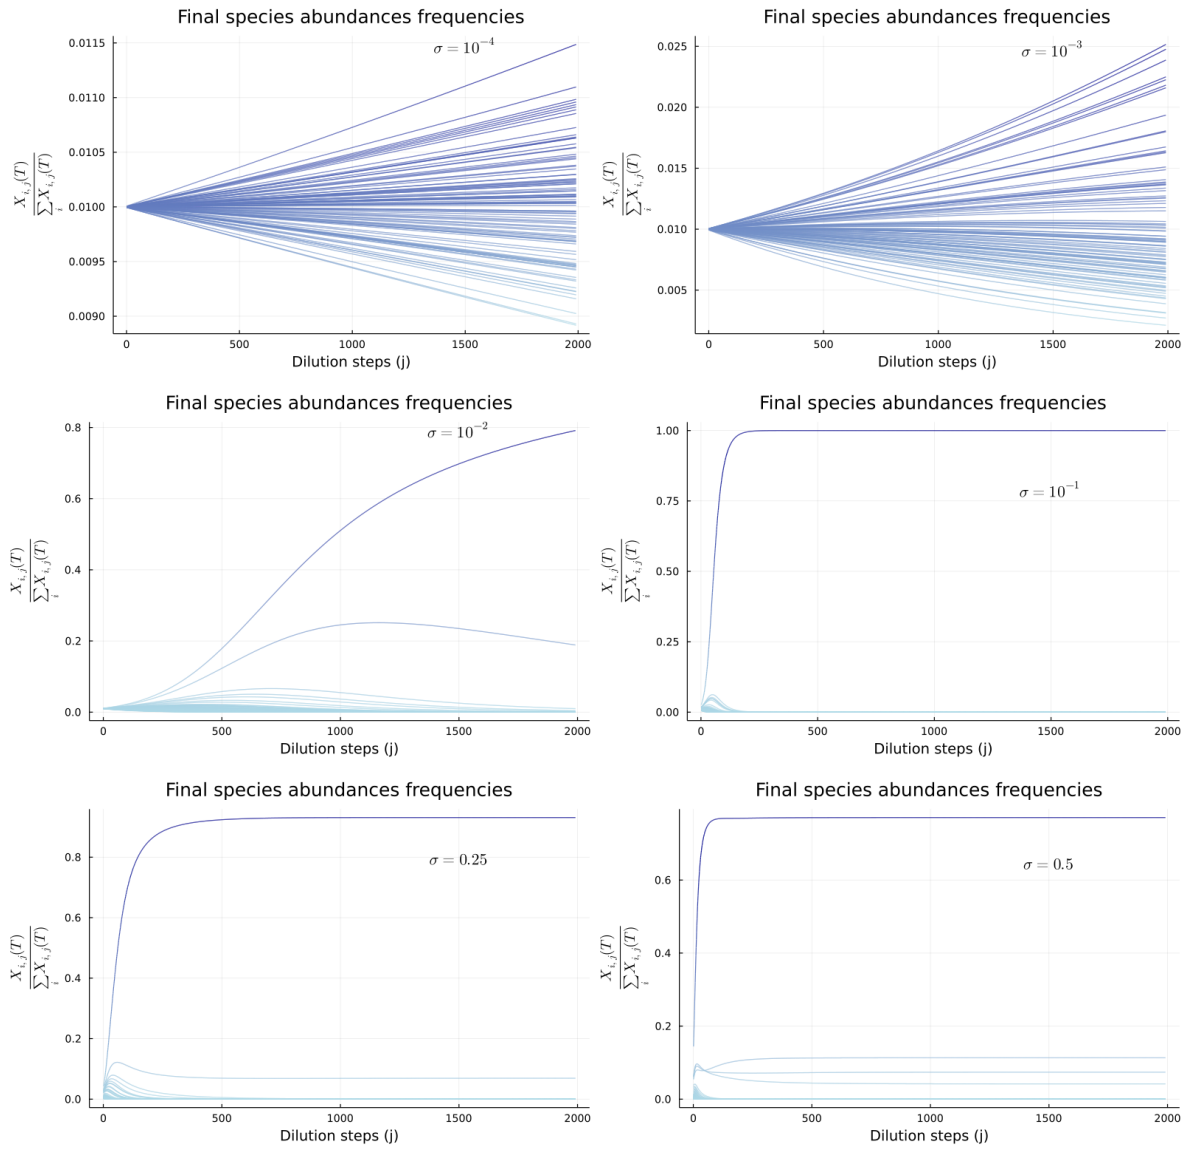 Final species abundances frequencies
σ = 10⁻⁴
0.0115
0.0110
0.0105
0.0100
0.0095
0.0090
X_{i,j}(T)
∑_i X_{i,j}(T)
0 500 1000 1500 2000
Dilution steps (j)
Final species abundances frequencies
σ = 10⁻³
0.025
0.020
0.015
0.010
0.005
X_{i,j}(T)
∑_i X_{i,j}(T)
0 500 1000 1500 2000
Dilution steps (j)
Final species abundances frequencies
σ = 10⁻²
0.8
0.6
0.4
0.2
0.0
X_{i,j}(T)
∑_i X_{i,j}(T)
0 500 1000 1500 2000
Dilution steps (j)
Final species abundances frequencies
1.00
σ = 10⁻¹
0.75
0.50
0.25
0.00
X_{i,j}(T)
∑_i X_{i,j}(T)
0 500 1000 1500 2000
Dilution steps (j)
Final species abundances frequencies
σ = 0.25
0.8
0.6
0.4
0.2
0.0
X_{i,j}(T)
∑_i X_{i,j}(T)
0 500 1000 1500 2000
Dilution steps (j)
Final species abundances frequencies
σ = 0.5
0.6
0.4
0.2
0.0
X_{i,j}(T)
∑_i X_{i,j}(T)
0 500 1000 1500 2000
Dilution steps (j)